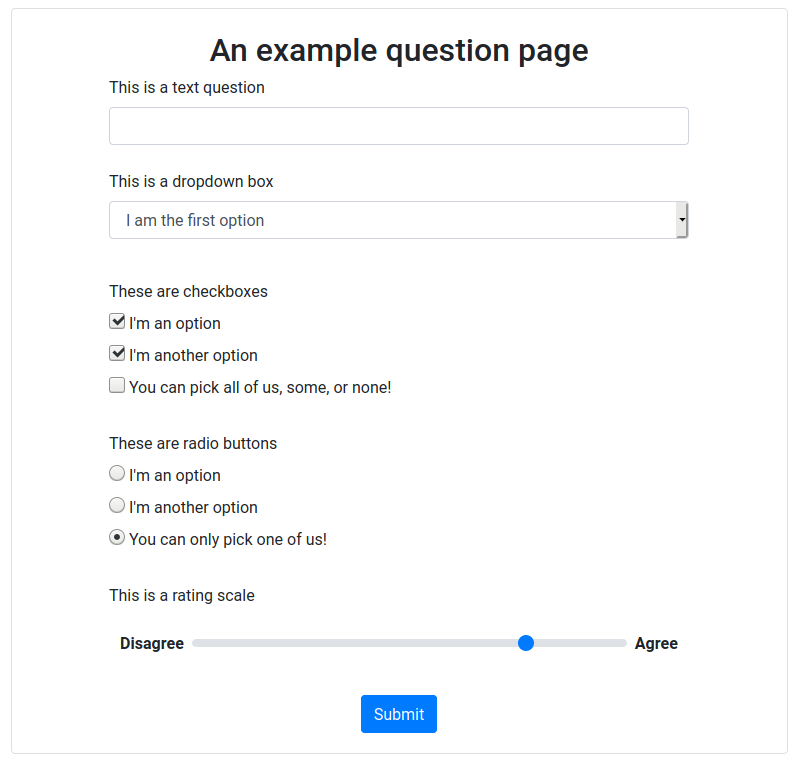 An example question page
This is a text question
This is a dropdown box
I am the first option
These are checkboxes
I'm an option
I'm another option
You can pick all of us, some, or none!
These are radio buttons
I'm an option
I'm another option
You can only pick one of us!
This is a rating scale
Disagree Agree
Submit